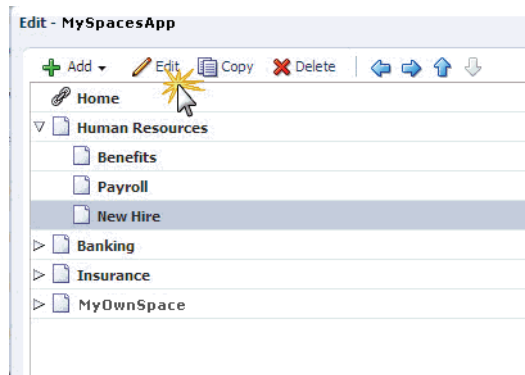 Edit - MySpacesApp
Add Edit Copy Delete
Home
Human Resources
Benefits
Payroll
New Hire
Banking
Insurance
MyOwnSpace